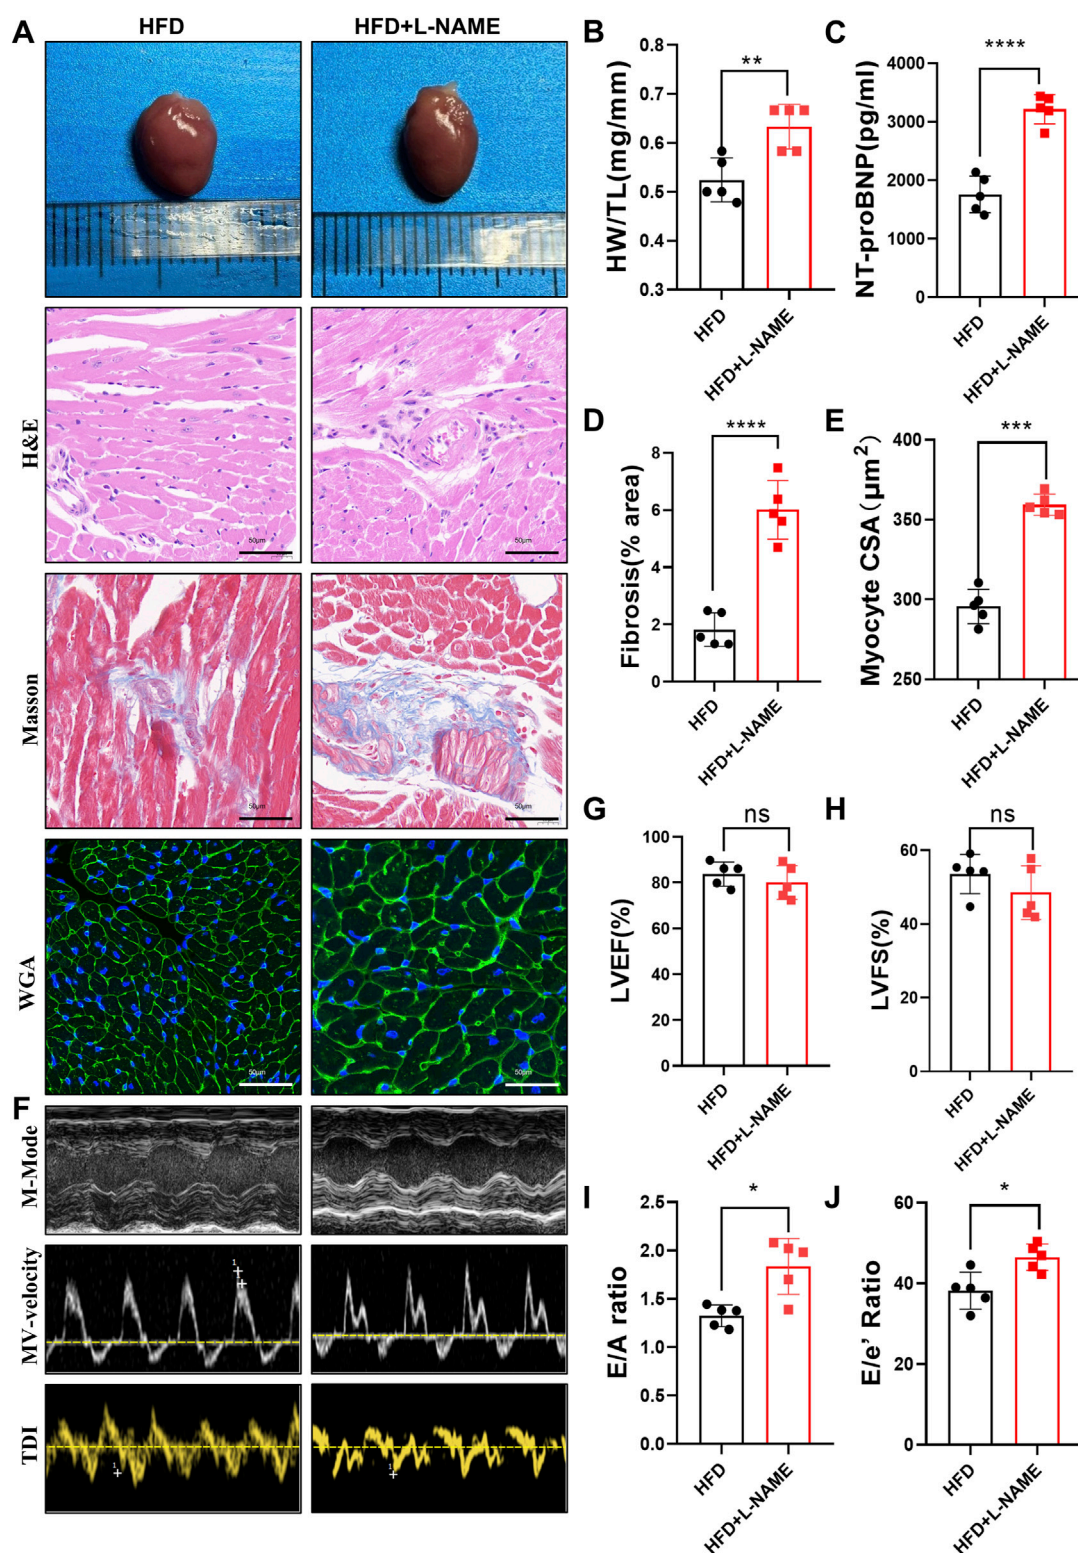 A
HFD
HFD+L-NAME
H&E
50μm
50μm
Masson
50μm
50μm
WGA
50μm
50μm
B
HW/TL(mg/mm)
0.8
0.7
0.6
0.5
0.4
0.3
**
HFD
HFD+L-NAME
C
NT-proBNP(pg/ml)
4000
3000
2000
1000
0
****
HFD
HFD+L-NAME
D
Fibrosis(% area)
8
6
4
2
0
****
HFD
HFD+L-NAME
E
Myocyte CSA(μm²)
400
350
300
250
***
HFD
HFD+L-NAME
F
M-Mode
MV-velocity
1
TDI
1
1
G
LVEF(%)
100
80
60
40
20
0
ns
HFD
HFD+L-NAME
H
LVFS(%)
60
40
20
0
ns
HFD
HFD+L-NAME
I
E/A ratio
2.5
2.0
1.5
1.0
0.5
0.0
*
HFD
HFD+L-NAME
J
E/e' Ratio
60
40
20
0
*
HFD
HFD+L-NAME